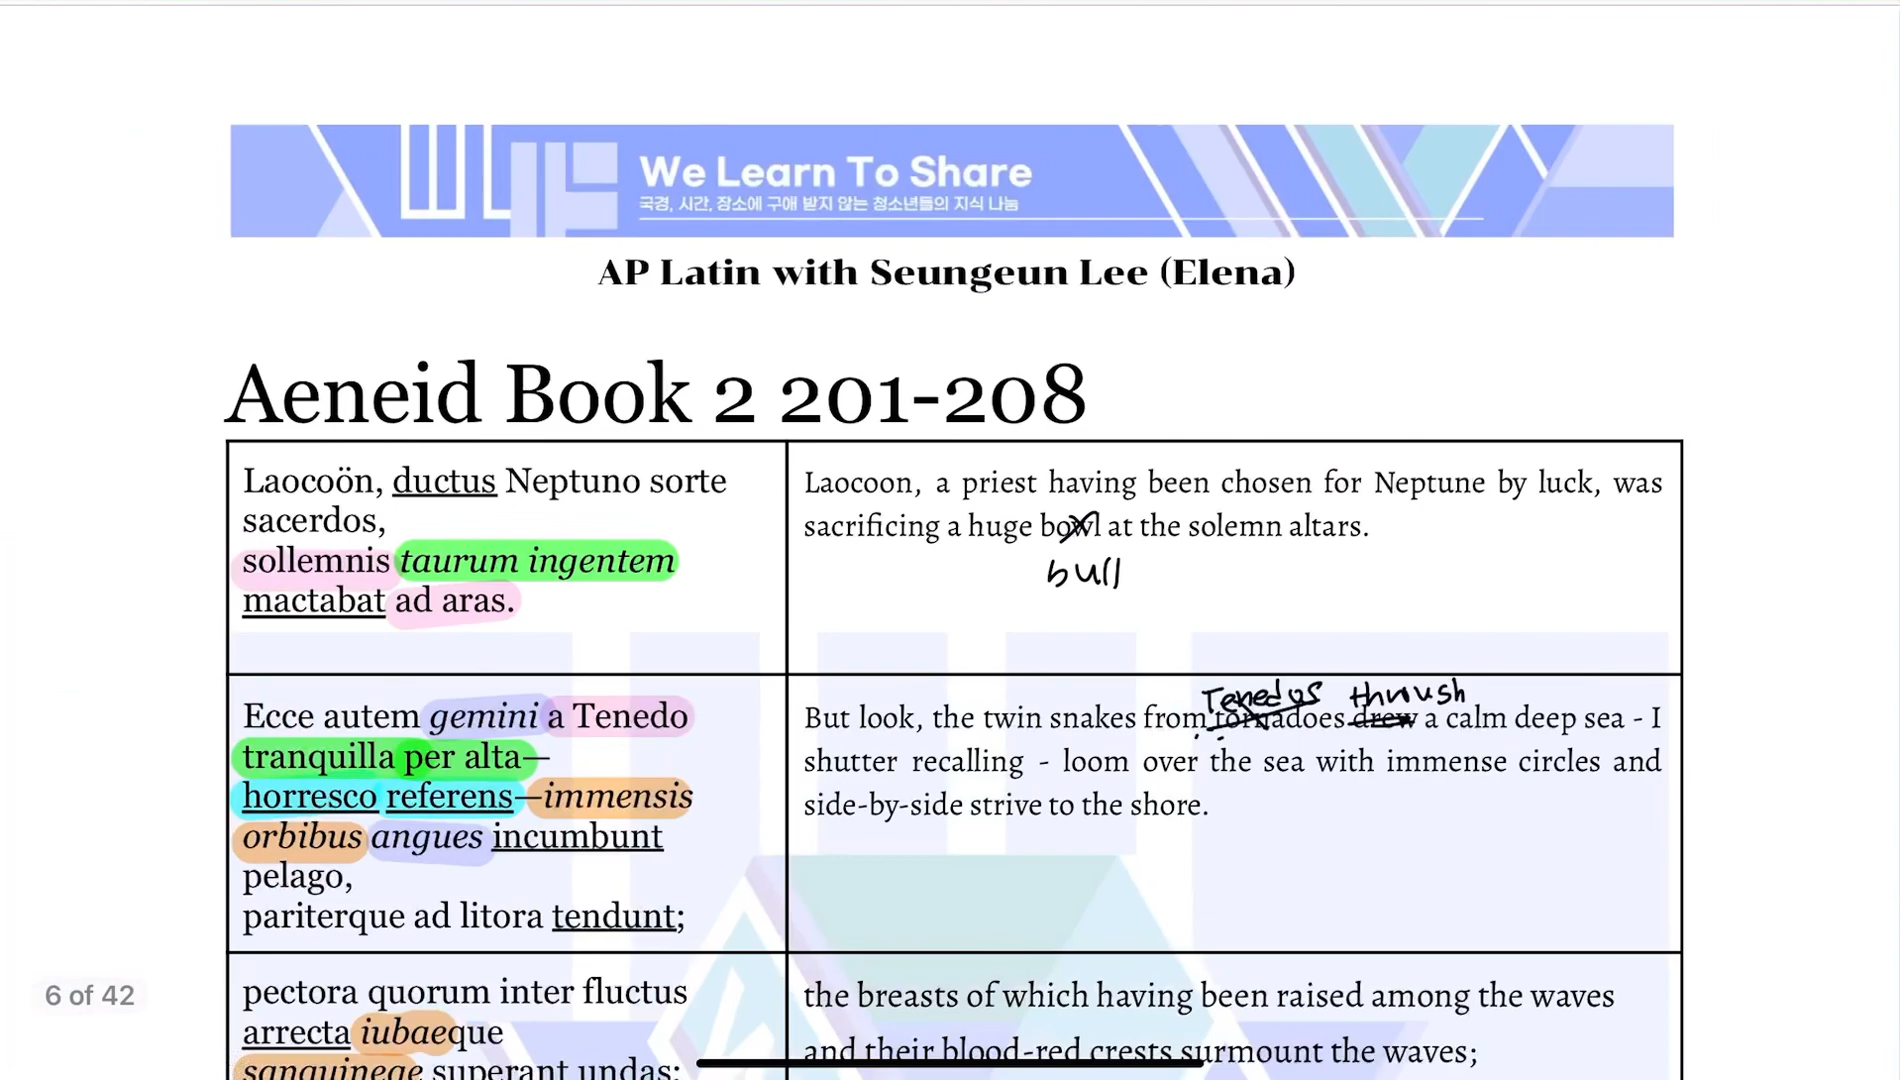 We Learn To Share
국경, 시간, 장소에 구애 받지 않는 청소년들의 지식 나눔
AP Latin with Seungeun Lee (Elena)
Aeneid Book 2 201-208
Laocoön, ductus Neptuno sorte
sacerdos,
sollemnis taurum ingentem
mactabat ad aras.
Laocoon, a priest having been chosen for Neptune by luck, was
sacrificing a huge bowl at the solemn altars.
bull
Ecce autem gemini a Tenedo
tranquilla per alta—
horresco referens—immensis
orbibus angues incumbunt
pelago,
pariterque ad litora tendunt;
Tenedos through
But look, the twin snakes from tornadoes drew a calm deep sea - I
shutter recalling - loom over the sea with immense circles and
side-by-side strive to the shore.
pectora quorum inter fluctus
arrecta iubaeque
sanguineae superant undas;
the breasts of which having been raised among the waves
and their blood-red crests surmount the waves;
6 of 42